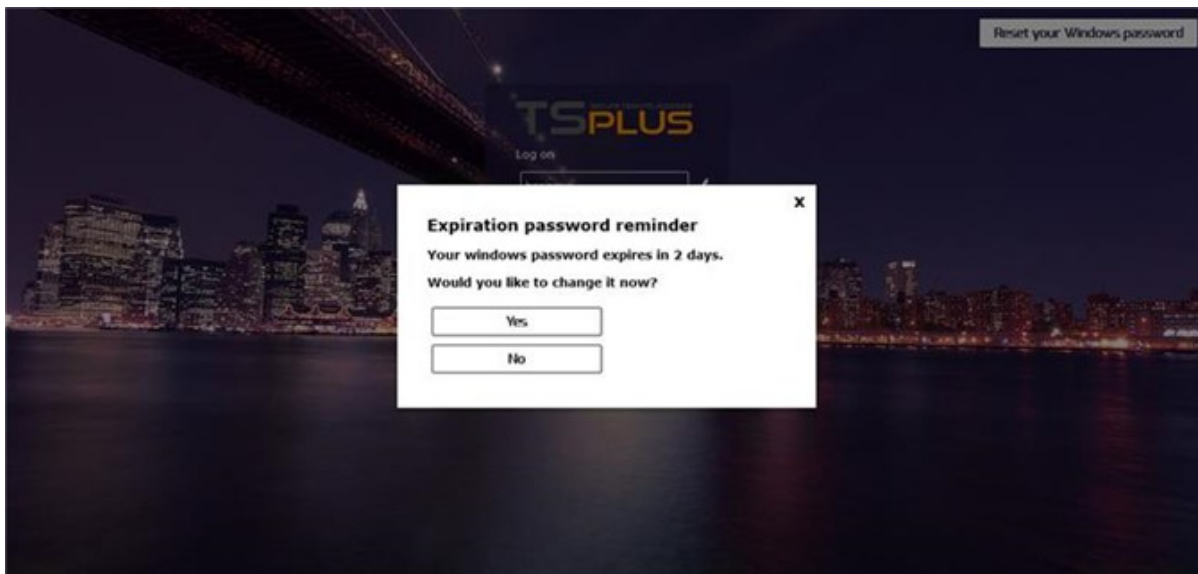 Reset your Windows password
TSPLUS
Log on
X
Expiration password reminder
Your windows password expires in 2 days.
Would you like to change it now?
Yes
No